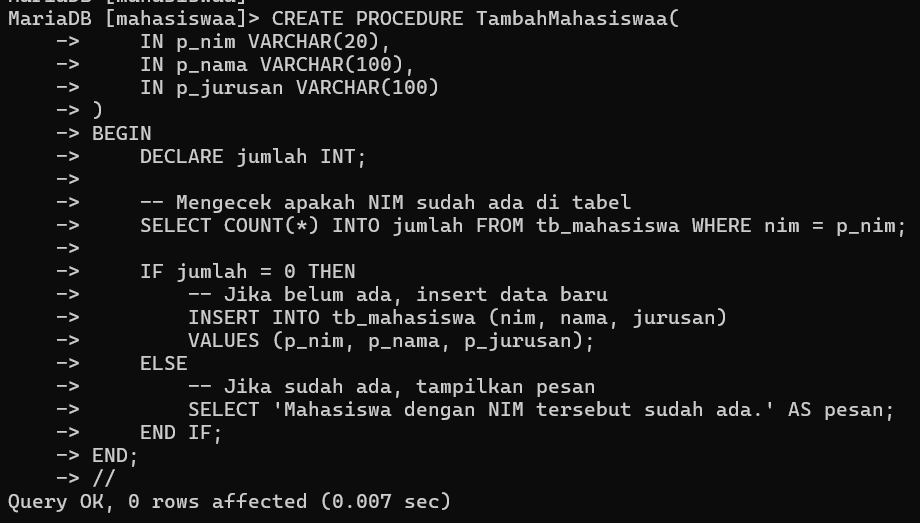 MariaDB [mahasiswaa]> CREATE PROCEDURE TambahMahasiswaa(
    ->     IN p_nim VARCHAR(20),
    ->     IN p_nama VARCHAR(100),
    ->     IN p_jurusan VARCHAR(100)
    -> )
    -> BEGIN
    ->     DECLARE jumlah INT;
    ->
    ->     -- Mengecek apakah NIM sudah ada di tabel
    ->     SELECT COUNT(*) INTO jumlah FROM tb_mahasiswa WHERE nim = p_nim;
    ->
    ->     IF jumlah = 0 THEN
    ->         -- Jika belum ada, insert data baru
    ->         INSERT INTO tb_mahasiswa (nim, nama, jurusan)
    ->         VALUES (p_nim, p_nama, p_jurusan);
    ->     ELSE
    ->         -- Jika sudah ada, tampilkan pesan
    ->         SELECT 'Mahasiswa dengan NIM tersebut sudah ada.' AS pesan;
    ->     END IF;
    -> END;
    -> //
Query OK, 0 rows affected (0.007 sec)